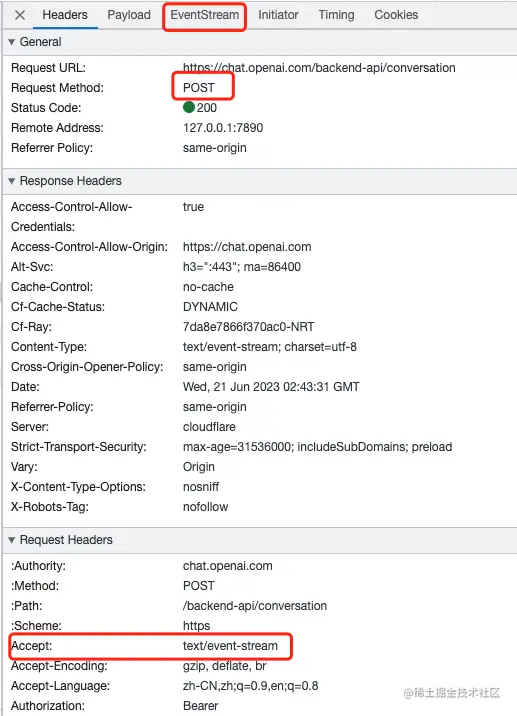 Headers Payload EventStream Initiator Timing Cookies
General
Request URL: https://chat.openai.com/backend-api/conversation
Request Method: POST
Status Code: 200
Remote Address: 127.0.0.1:7890
Referrer Policy: same-origin
Response Headers
Access-Control-Allow-Credentials: true
Access-Control-Allow-Origin: https://chat.openai.com
Alt-Svc: h3=":443"; ma=86400
Cache-Control: no-cache
Cf-Cache-Status: DYNAMIC
Cf-Ray: 7da8e7866f370ac0-NRT
Content-Type: text/event-stream; charset=utf-8
Cross-Origin-Opener-Policy: same-origin
Date: Wed, 21 Jun 2023 02:43:31 GMT
Referrer-Policy: same-origin
Server: cloudflare
Strict-Transport-Security: max-age=31536000; includeSubDomains; preload
Vary: Origin
X-Content-Type-Options: nosniff
X-Robots-Tag: nofollow
Request Headers
:Authority: chat.openai.com
:Method: POST
:Path: /backend-api/conversation
:Scheme: https
Accept: text/event-stream
Accept-Encoding: gzip, deflate, br
Accept-Language: zh-CN,zh;q=0.9,en;q=0.8
Authorization: Bearer
@稀土掘金技术社区